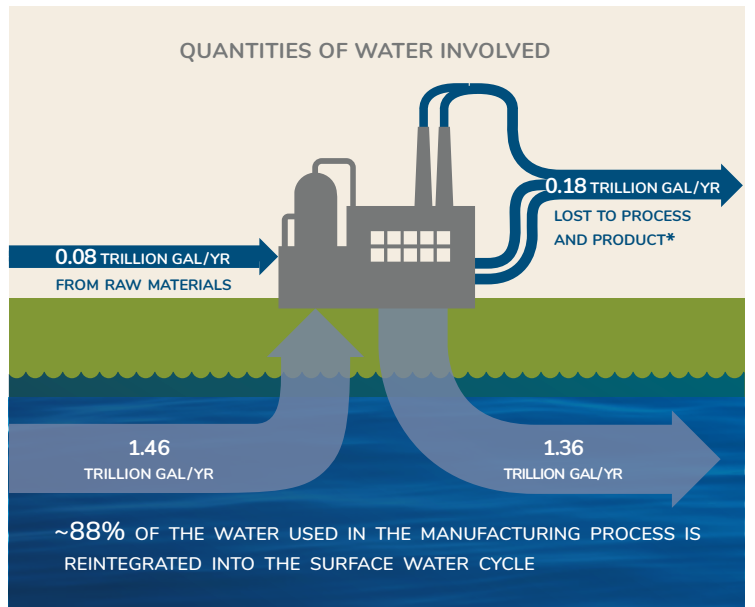 QUANTITIES OF WATER INVOLVED
0.18 TRILLION GAL/YR
LOST TO PROCESS
AND PRODUCT*
0.08 TRILLION GAL/YR
FROM RAW MATERIALS
1.46
TRILLION GAL/YR
1.36
TRILLION GAL/YR
~88% OF THE WATER USED IN THE MANUFACTURING PROCESS IS
REINTEGRATED INTO THE SURFACE WATER CYCLE